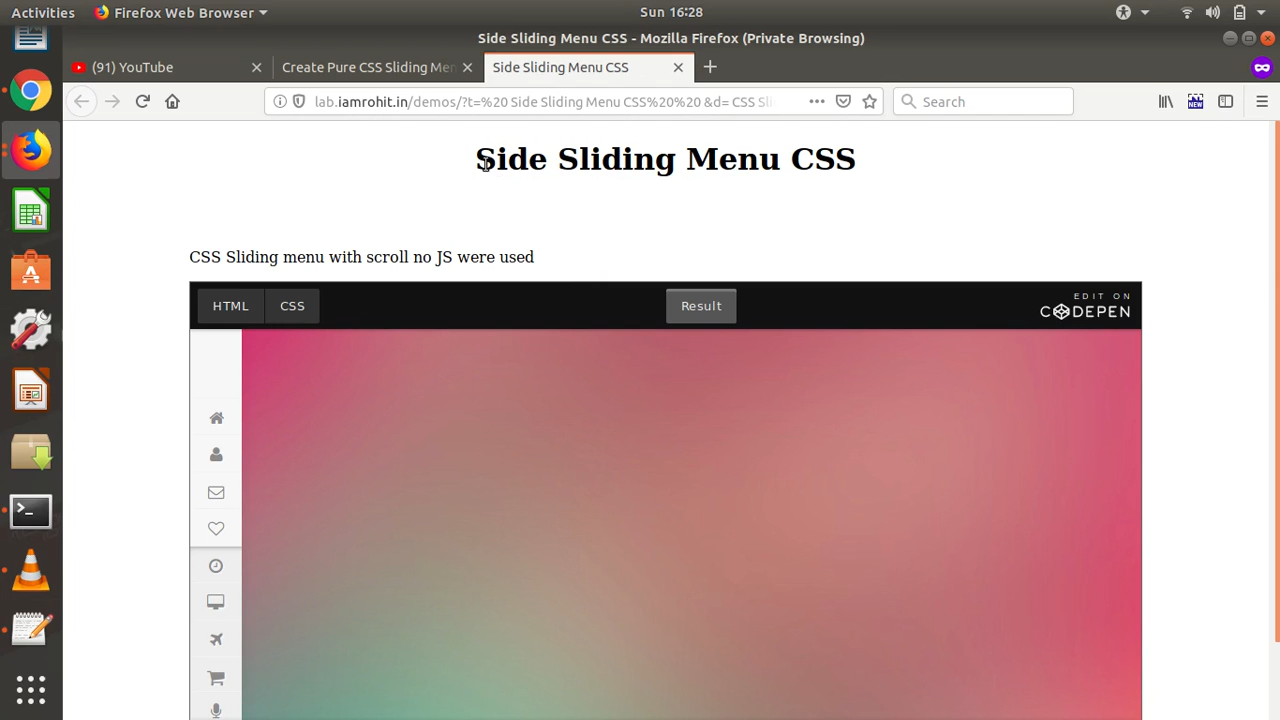 Activities
Firefox Web Browser
Sun 16:28
Side Sliding Menu CSS - Mozilla Firefox (Private Browsing)
(91) YouTube
Create Pure CSS Sliding Men
Side Sliding Menu CSS
lab.iamrohit.in/demos/?t=%20 Side Sliding Menu CSS%20%20 &d= CSS Sl
Search
NEW
Side Sliding Menu CSS
CSS Sliding menu with scroll no JS were used
HTML
CSS
Result
EDIT ON
CODEPEN